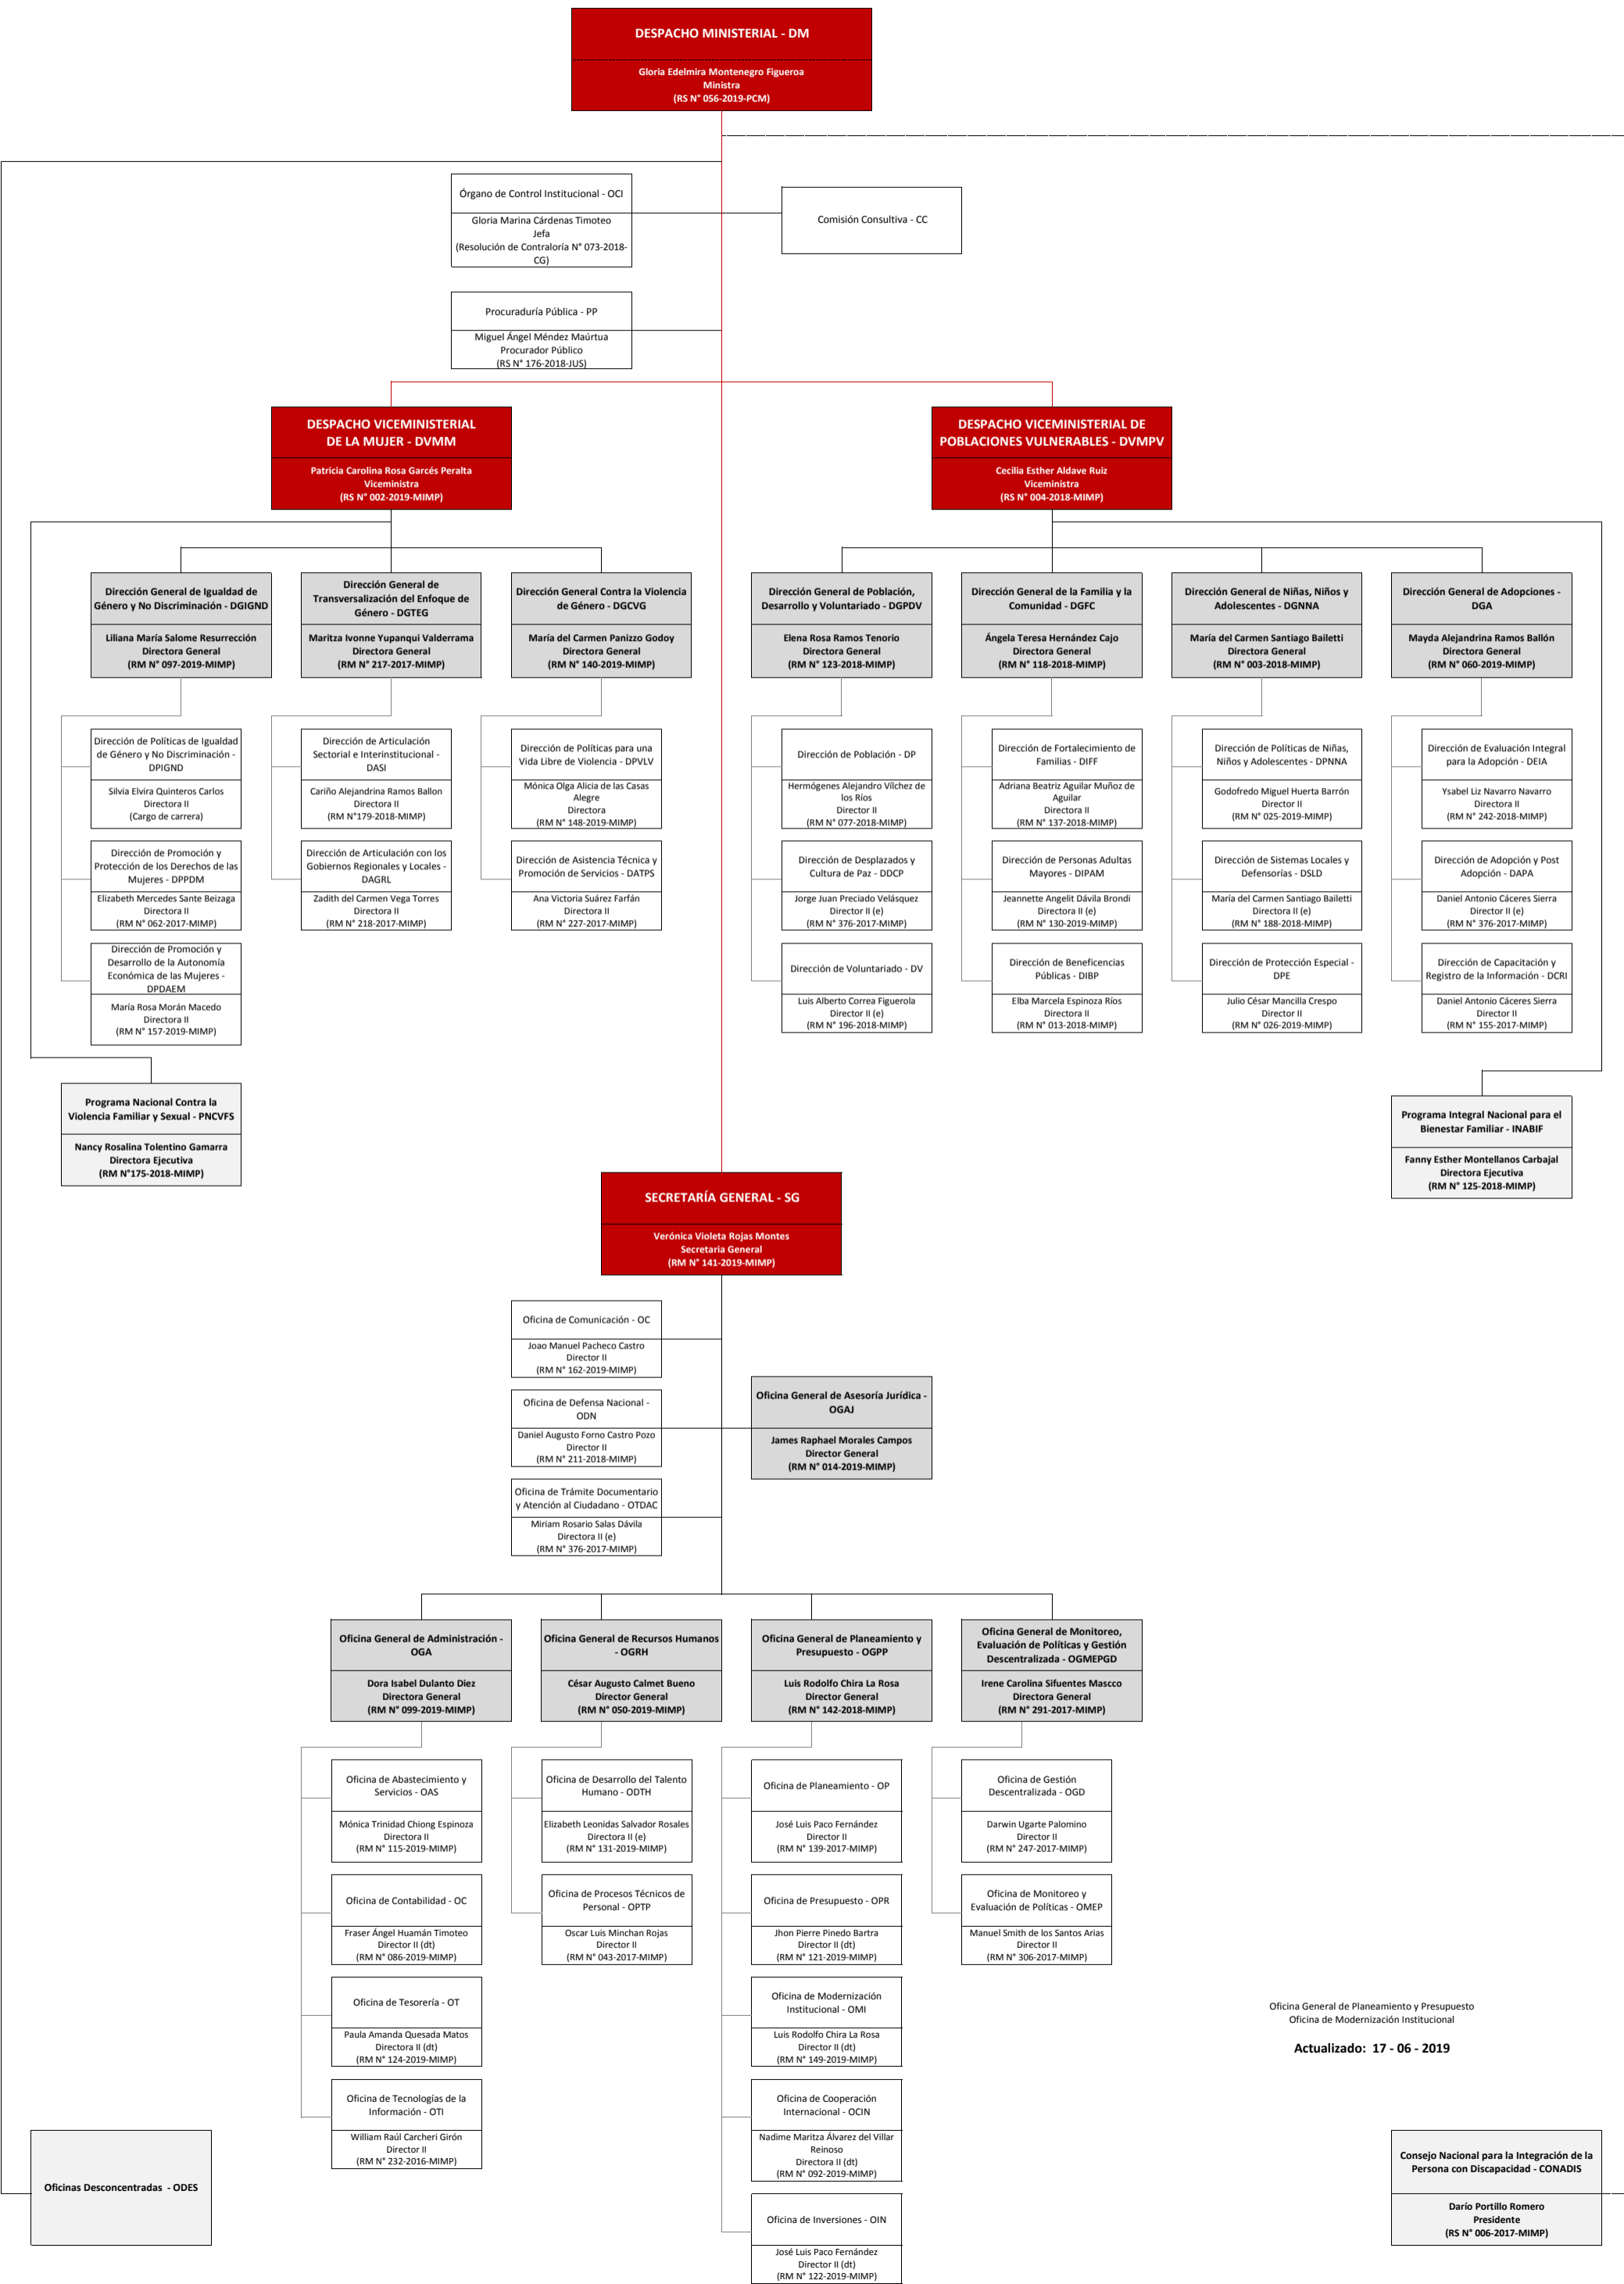 DESPACHO MINISTERIAL - DM
Gloria Edelmira Montenegro Figueroa
Ministra
(RS N° 056-2019-PCM)
Órgano de Control Institucional - OCI
Gloria Marina Cárdenas Timoteo
Jefa
(Resolución de Contraloría N° 073-2018-
CG)
Comisión Consultiva - CC
Procuraduría Pública - PP
Miguel Ángel Méndez Maúrtua
Procurador Público
(RS N° 176-2018-JUS)
DESPACHO VICEMINISTERIAL
DE LA MUJER - DVMM
Patricia Carolina Rosa Garcés Peralta
Viceministra
(RS N° 002-2019-MIMP)
DESPACHO VICEMINISTERIAL DE
POBLACIONES VULNERABLES - DVMPV
Cecilia Esther Aldave Ruiz
Viceministra
(RS N° 004-2018-MIMP)
Dirección General de Igualdad de
Género y No Discriminación - DGIGND
Liliana María Salome Resurrección
Directora General
(RM N° 097-2019-MIMP)
Dirección General de
Transversalización del Enfoque de
Género - DGTEG
Maritza Ivonne Yupanqui Valderrama
Directora General
(RM N° 217-2017-MIMP)
Dirección General Contra la Violencia
de Género - DGCVG
María del Carmen Panizzo Godoy
Directora General
(RM N° 140-2019-MIMP)
Dirección General de Población,
Desarrollo y Voluntariado - DGPDV
Elena Rosa Ramos Tenorio
Directora General
(RM N° 123-2018-MIMP)
Dirección General de la Familia y la
Comunidad - DGFC
Ángela Teresa Hernández Cajo
Directora General
(RM N° 118-2018-MIMP)
Dirección General de Niñas, Niños y
Adolescentes - DGNNA
María del Carmen Santiago Bailetti
Directora General
(RM N° 003-2018-MIMP)
Dirección General de Adopciones -
DGA
Mayda Alejandrina Ramos Ballón
Directora General
(RM N° 060-2019-MIMP)
Dirección de Políticas de Igualdad
de Género y No Discriminación -
DPIGND
Silvia Elvira Quinteros Carlos
Directora II
(Cargo de carrera)
Dirección de Articulación
Sectorial e Interinstitucional -
DASI
Cariño Alejandrina Ramos Ballon
Directora II
(RM N°179-2018-MIMP)
Dirección de Políticas para una
Vida Libre de Violencia - DPVLV
Mónica Olga Alicia de las Casas
Alegre
Directora
(RM N° 148-2019-MIMP)
Dirección de Población - DP
Hermógenes Alejandro Vílchez de
los Ríos
Director II
(RM N° 077-2018-MIMP)
Dirección de Fortalecimiento de
Familias - DIFF
Adriana Beatriz Aguilar Muñoz de
Aguilar
Directora II
(RM N° 137-2018-MIMP)
Dirección de Políticas de Niñas,
Niños y Adolescentes - DPNNA
Godofredo Miguel Huerta Barrón
Director II
(RM N° 025-2019-MIMP)
Dirección de Evaluación Integral
para la Adopción - DEIA
Ysabel Liz Navarro Navarro
Directora II
(RM N° 242-2018-MIMP)
Dirección de Promoción y
Protección de los Derechos de las
Mujeres - DPPDM
Elizabeth Mercedes Sante Beizaga
Directora II
(RM N° 062-2017-MIMP)
Dirección de Articulación con los
Gobiernos Regionales y Locales -
DAGRL
Zadith del Carmen Vega Torres
Directora II
(RM N° 218-2017-MIMP)
Dirección de Asistencia Técnica y
Promoción de Servicios - DATPS
Ana Victoria Suárez Farfán
Directora II
(RM N° 227-2017-MIMP)
Dirección de Desplazados y
Cultura de Paz - DDCP
Jorge Juan Preciado Velásquez
Director II (e)
(RM N° 376-2017-MIMP)
Dirección de Personas Adultas
Mayores - DIPAM
Jeannette Angelit Dávila Brondi
Directora II (e)
(RM N° 130-2019-MIMP)
Dirección de Sistemas Locales y
Defensorías - DSLD
María del Carmen Santiago Bailetti
Directora II (e)
(RM N° 188-2018-MIMP)
Dirección de Adopción y Post
Adopción - DAPA
Daniel Antonio Cáceres Sierra
Director II (e)
(RM N° 376-2017-MIMP)
Dirección de Promoción y
Desarrollo de la Autonomía
Económica de las Mujeres -
DPDAEM
María Rosa Morán Macedo
Directora II
(RM N° 157-2019-MIMP)
Dirección de Voluntariado - DV
Luis Alberto Correa Figuerola
Director II (e)
(RM N° 196-2018-MIMP)
Dirección de Beneficencias
Públicas - DIBP
Elba Marcela Espinoza Ríos
Directora II
(RM N° 013-2018-MIMP)
Dirección de Protección Especial -
DPE
Julio César Mancilla Crespo
Director II
(RM N° 026-2019-MIMP)
Dirección de Capacitación y
Registro de la Información - DCRI
Daniel Antonio Cáceres Sierra
Director II
(RM N° 155-2017-MIMP)
Programa Nacional Contra la
Violencia Familiar y Sexual - PNCVFS
Nancy Rosalina Tolentino Gamarra
Directora Ejecutiva
(RM N°175-2018-MIMP)
Programa Integral Nacional para el
Bienestar Familiar - INABIF
Fanny Esther Montellanos Carbajal
Directora Ejecutiva
(RM N° 125-2018-MIMP)
SECRETARÍA GENERAL - SG
Verónica Violeta Rojas Montes
Secretaria General
(RM N° 141-2019-MIMP)
Oficina de Comunicación - OC
Joao Manuel Pacheco Castro
Director II
(RM N° 162-2019-MIMP)
Oficina de Defensa Nacional -
ODN
Daniel Augusto Forno Castro Pozo
Director II
(RM N° 211-2018-MIMP)
Oficina General de Asesoría Jurídica -
OGAJ
James Raphael Morales Campos
Director General
(RM N° 014-2019-MIMP)
Oficina de Trámite Documentario
y Atención al Ciudadano - OTDAC
Miriam Rosario Salas Dávila
Directora II (e)
(RM N° 376-2017-MIMP)
Oficina General de Administración -
OGA
Dora Isabel Dulanto Diez
Directora General
(RM N° 099-2019-MIMP)
Oficina General de Recursos Humanos
- OGRH
César Augusto Calmet Bueno
Director General
(RM N° 050-2019-MIMP)
Oficina General de Planeamiento y
Presupuesto - OGPP
Luis Rodolfo Chira La Rosa
Director General
(RM N° 142-2018-MIMP)
Oficina General de Monitoreo,
Evaluación de Políticas y Gestión
Descentralizada - OGMEPGD
Irene Carolina Sifuentes Mascco
Directora General
(RM N° 291-2017-MIMP)
Oficina de Abastecimiento y
Servicios - OAS
Mónica Trinidad Chiong Espinoza
Directora II
(RM N° 115-2019-MIMP)
Oficina de Desarrollo del Talento
Humano - ODTH
Elizabeth Leonidas Salvador Rosales
Directora II (e)
(RM N° 131-2019-MIMP)
Oficina de Planeamiento - OP
José Luis Paco Fernández
Director II
(RM N° 139-2017-MIMP)
Oficina de Gestión
Descentralizada - OGD
Darwin Ugarte Palomino
Director II
(RM N° 247-2017-MIMP)
Oficina de Contabilidad - OC
Fraser Ángel Huamán Timoteo
Director II (dt)
(RM N° 086-2019-MIMP)
Oficina de Procesos Técnicos de
Personal - OPTP
Oscar Luis Minchan Rojas
Director II
(RM N° 043-2017-MIMP)
Oficina de Presupuesto - OPR
Jhon Pierre Pinedo Bartra
Director II (dt)
(RM N° 121-2019-MIMP)
Oficina de Monitoreo y
Evaluación de Políticas - OMEP
Manuel Smith de los Santos Arias
Director II
(RM N° 306-2017-MIMP)
Oficina de Tesorería - OT
Paula Amanda Quesada Matos
Directora II (dt)
(RM N° 124-2019-MIMP)
Oficina de Modernización
Institucional - OMI
Luis Rodolfo Chira La Rosa
Director II (dt)
(RM N° 149-2019-MIMP)
Oficina General de Planeamiento y Presupuesto
Oficina de Modernización Institucional
Actualizado: 17 - 06 - 2019
Oficina de Tecnologías de la
Información - OTI
William Raúl Carcheri Girón
Director II
(RM N° 232-2016-MIMP)
Oficina de Cooperación
Internacional - OCIN
Nadime Maritza Álvarez del Villar
Reinoso
Directora II (dt)
(RM N° 092-2019-MIMP)
Oficinas Desconcentradas - ODES
Consejo Nacional para la Integración de la
Persona con Discapacidad - CONADIS
Darío Portillo Romero
Presidente
(RS N° 006-2017-MIMP)
Oficina de Inversiones - OIN
José Luis Paco Fernández
Director II (dt)
(RM N° 122-2019-MIMP)